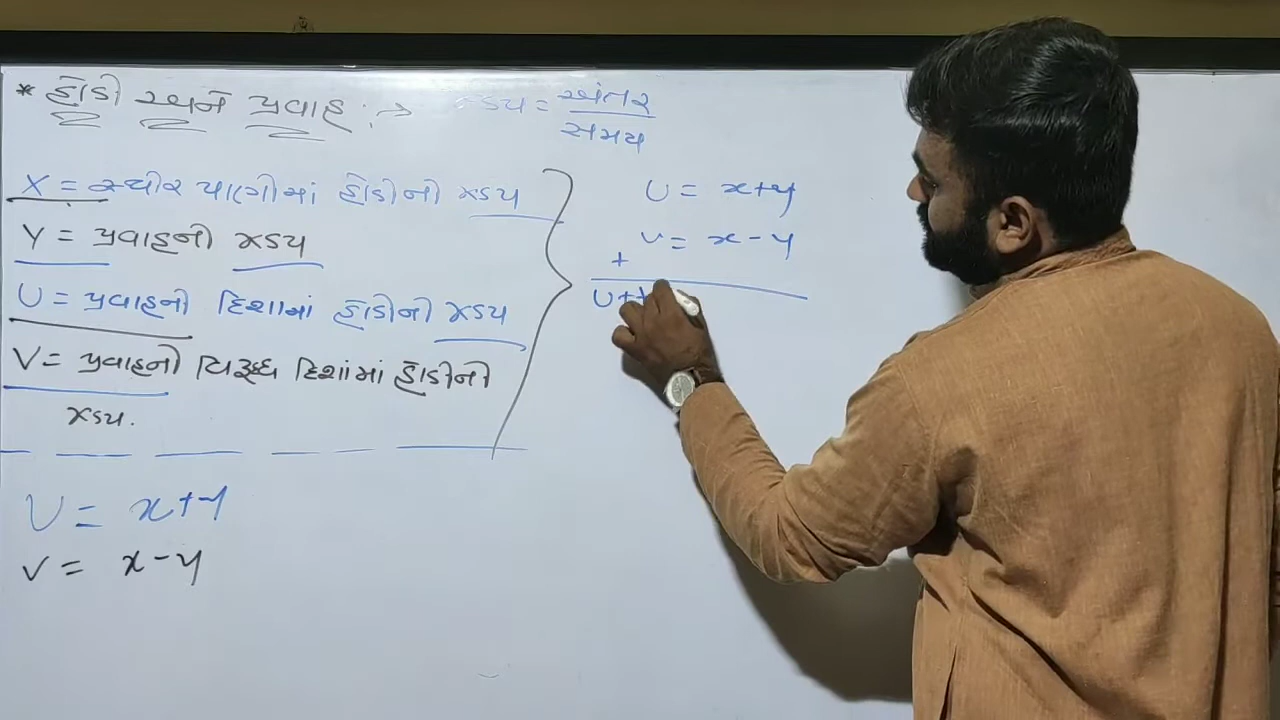 * હોડી અને પ્રવાહ :→ ઝડપ = અંતર / સમય
X = સ્થીર પાણીમાં હોડીની ઝડપ
Y = પ્રવાહની ઝડપ
U = પ્રવાહની દિશામાં હોડીની ઝડપ
V = પ્રવાહની વિરૂધ્ધ દિશામાં હોડીની
ઝડપ.
U = x+y
v = x-y
U = x+y
v = x-y
+
U+